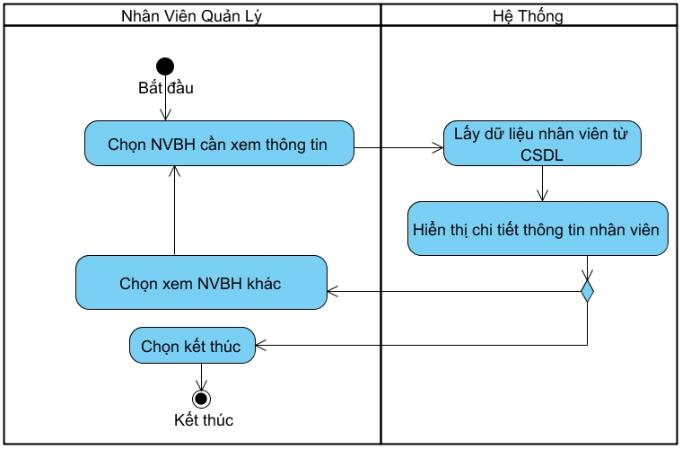 Nhân Viên Quản Lý
Hệ Thống
Bắt đầu
Chọn NVBH cần xem thông tin
Lấy dữ liệu nhân viên từ
CSDL
Hiển thị chi tiết thông tin nhân viên
Chọn xem NVBH khác
Chọn kết thúc
Kết thúc